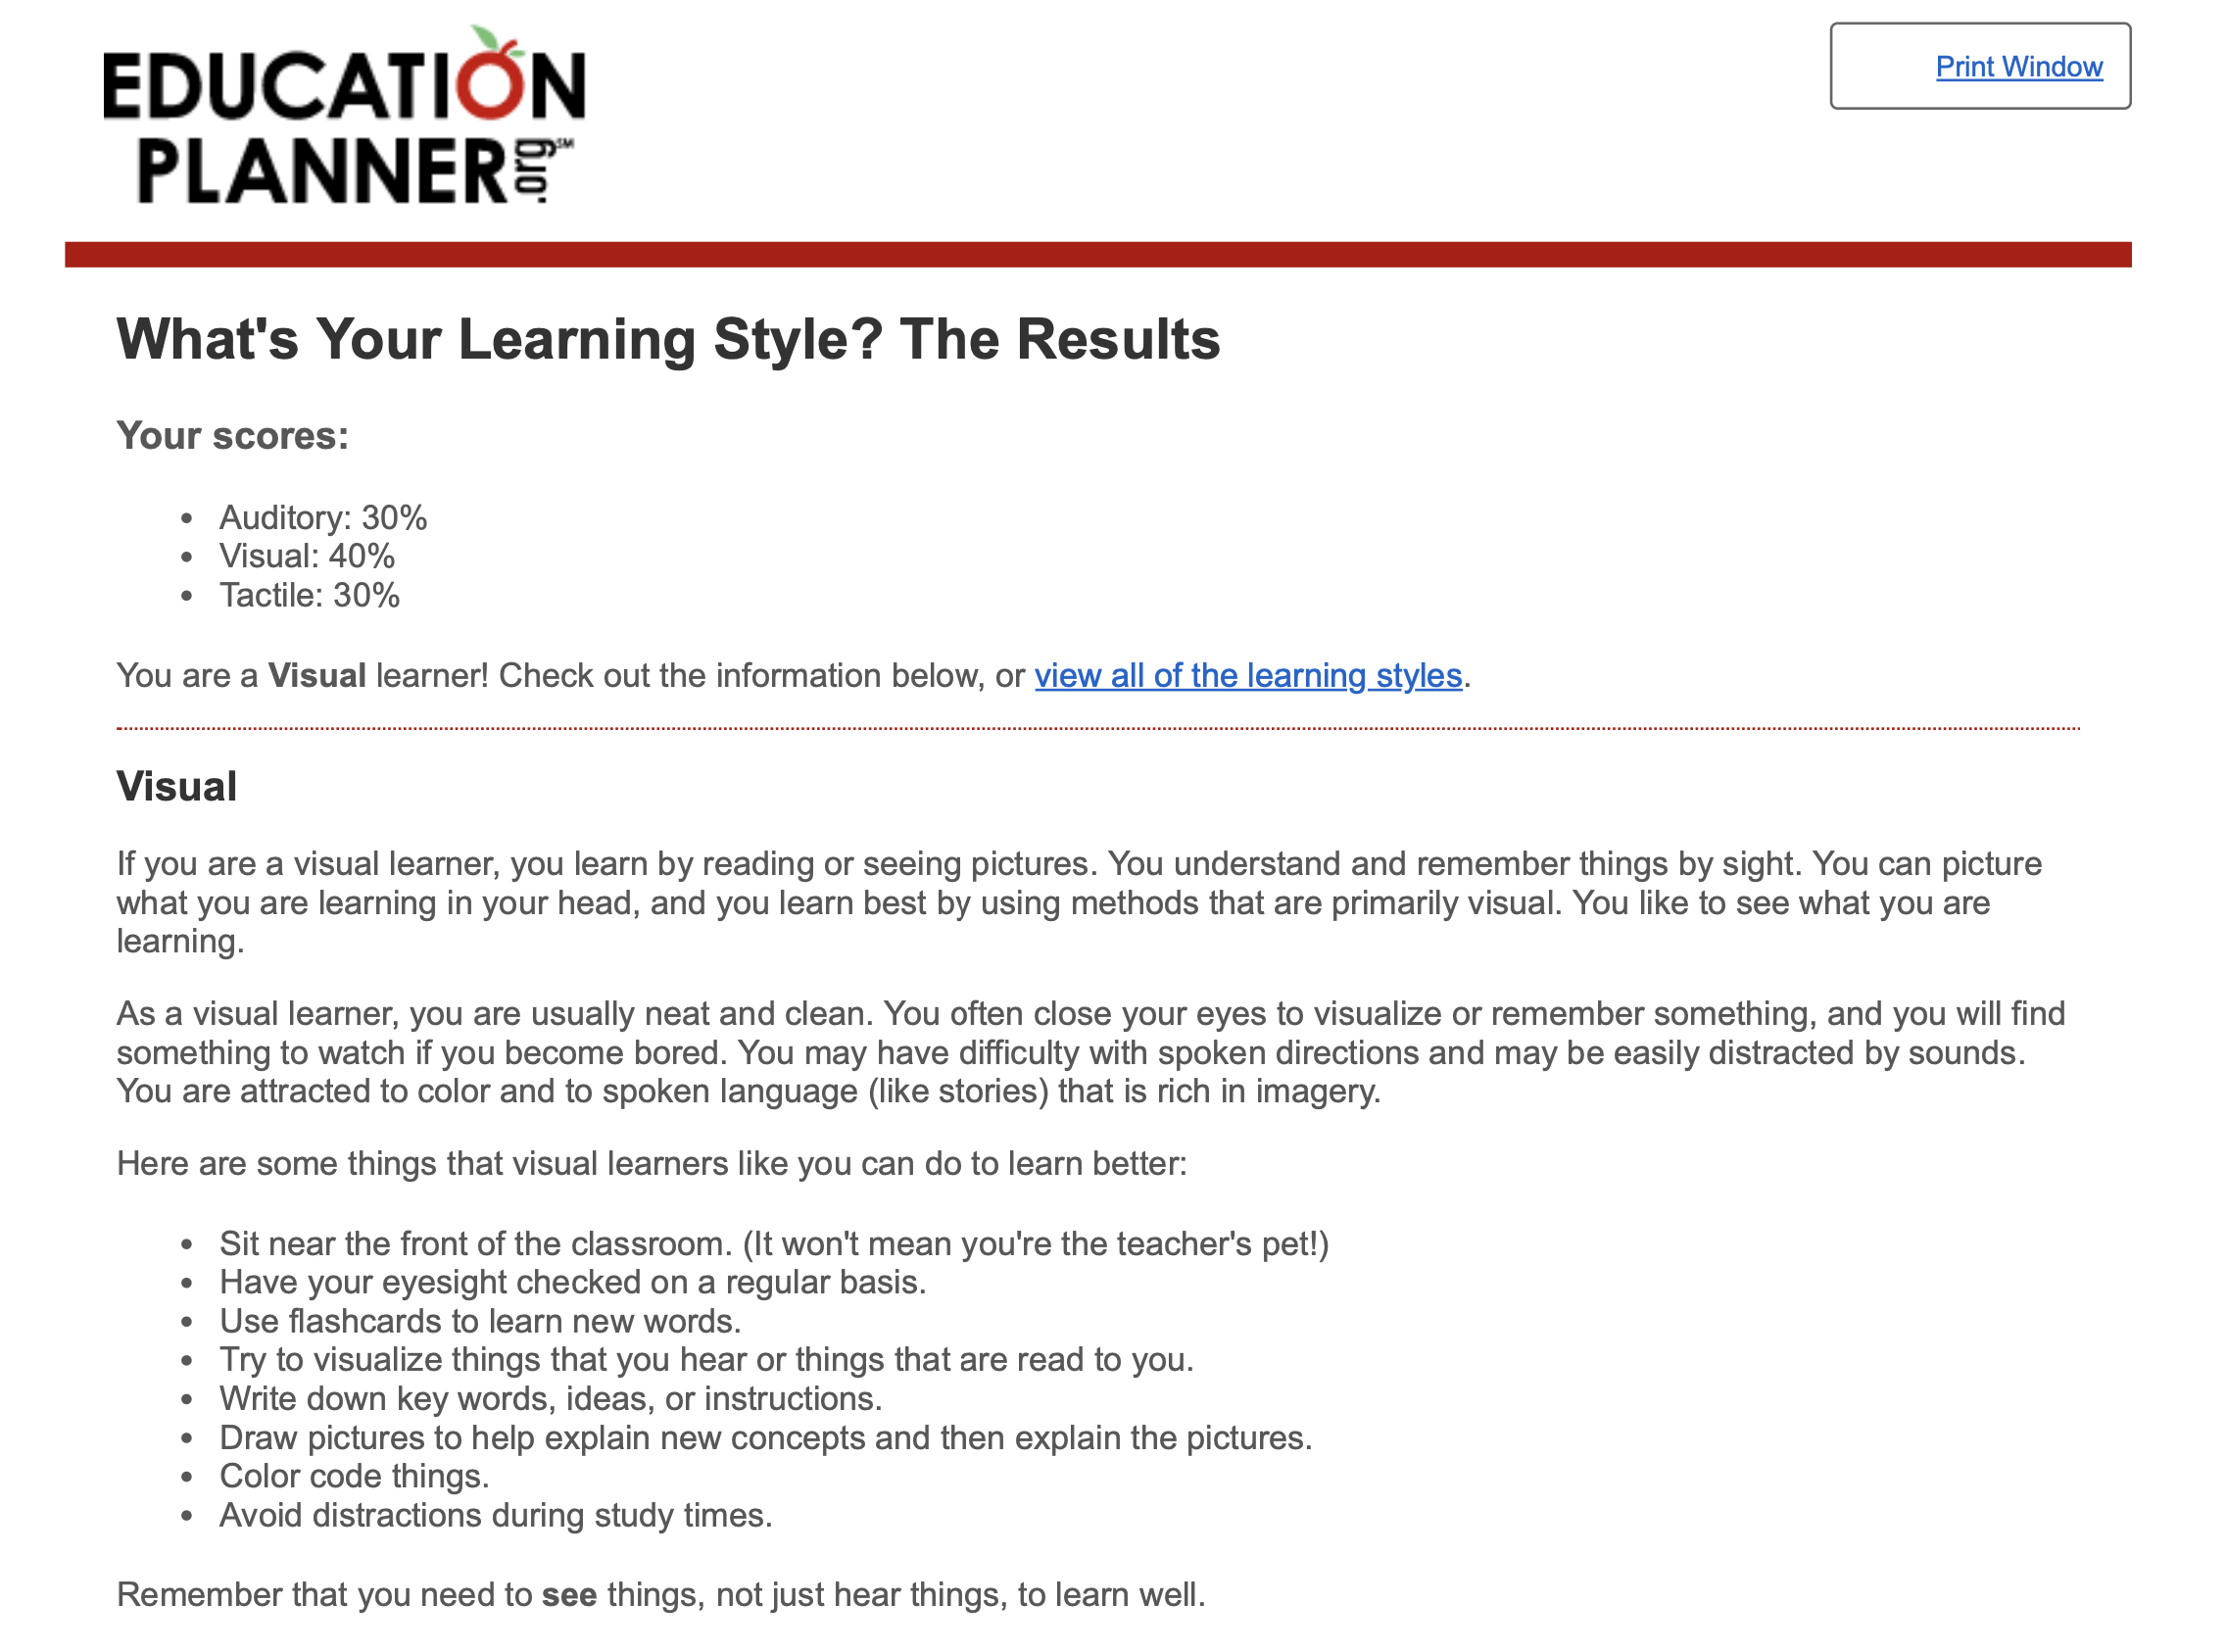 EDUCATION
PLANNER.org℠
Print Window
What's Your Learning Style? The Results
Your scores:
• Auditory: 30%
• Visual: 40%
• Tactile: 30%
You are a Visual learner! Check out the information below, or view all of the learning styles.
Visual
If you are a visual learner, you learn by reading or seeing pictures. You understand and remember things by sight. You can picture
what you are learning in your head, and you learn best by using methods that are primarily visual. You like to see what you are
learning.
As a visual learner, you are usually neat and clean. You often close your eyes to visualize or remember something, and you will find
something to watch if you become bored. You may have difficulty with spoken directions and may be easily distracted by sounds.
You are attracted to color and to spoken language (like stories) that is rich in imagery.
Here are some things that visual learners like you can do to learn better:
• Sit near the front of the classroom. (It won't mean you're the teacher's pet!)
• Have your eyesight checked on a regular basis.
• Use flashcards to learn new words.
• Try to visualize things that you hear or things that are read to you.
• Write down key words, ideas, or instructions.
• Draw pictures to help explain new concepts and then explain the pictures.
• Color code things.
• Avoid distractions during study times.
Remember that you need to see things, not just hear things, to learn well.